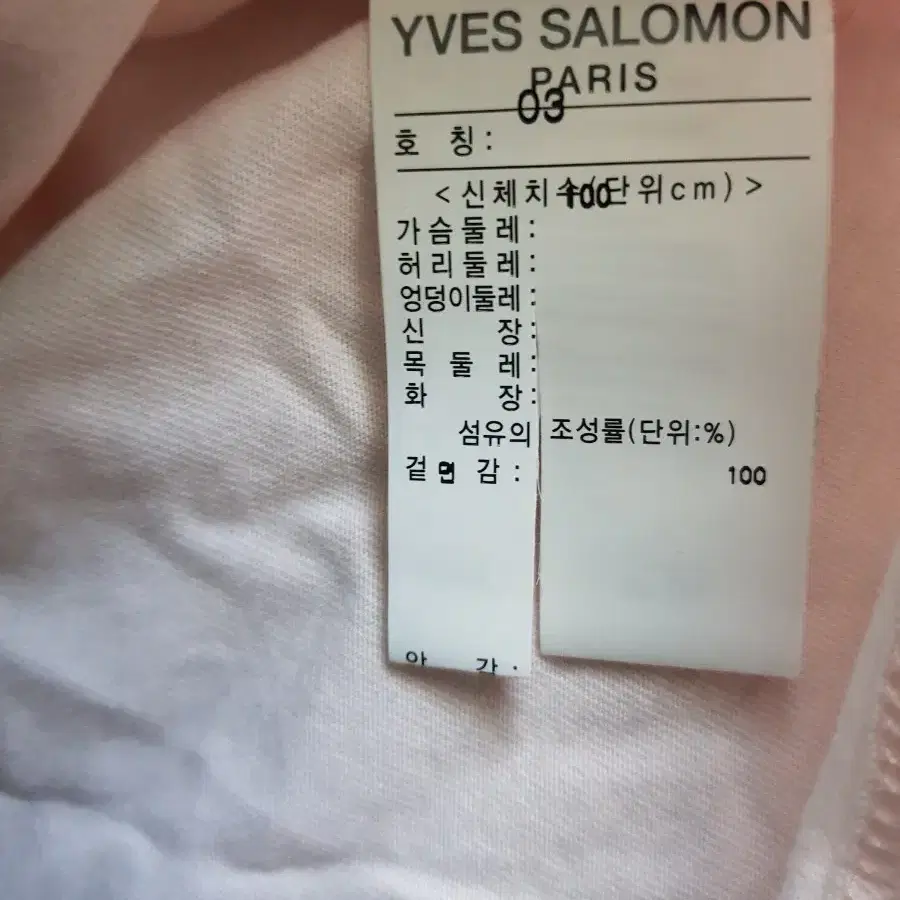 YVES SALOMON
PARIS
03
호 칭 :
<신체치수(단위cm)>
100
가슴둘레 :
허리둘레 :
엉덩이둘레 :
신 장 :
목 둘 레 :
화 장 :
섬유의 조성률(단위:%)
겉 감 : 면 100
안 감 :